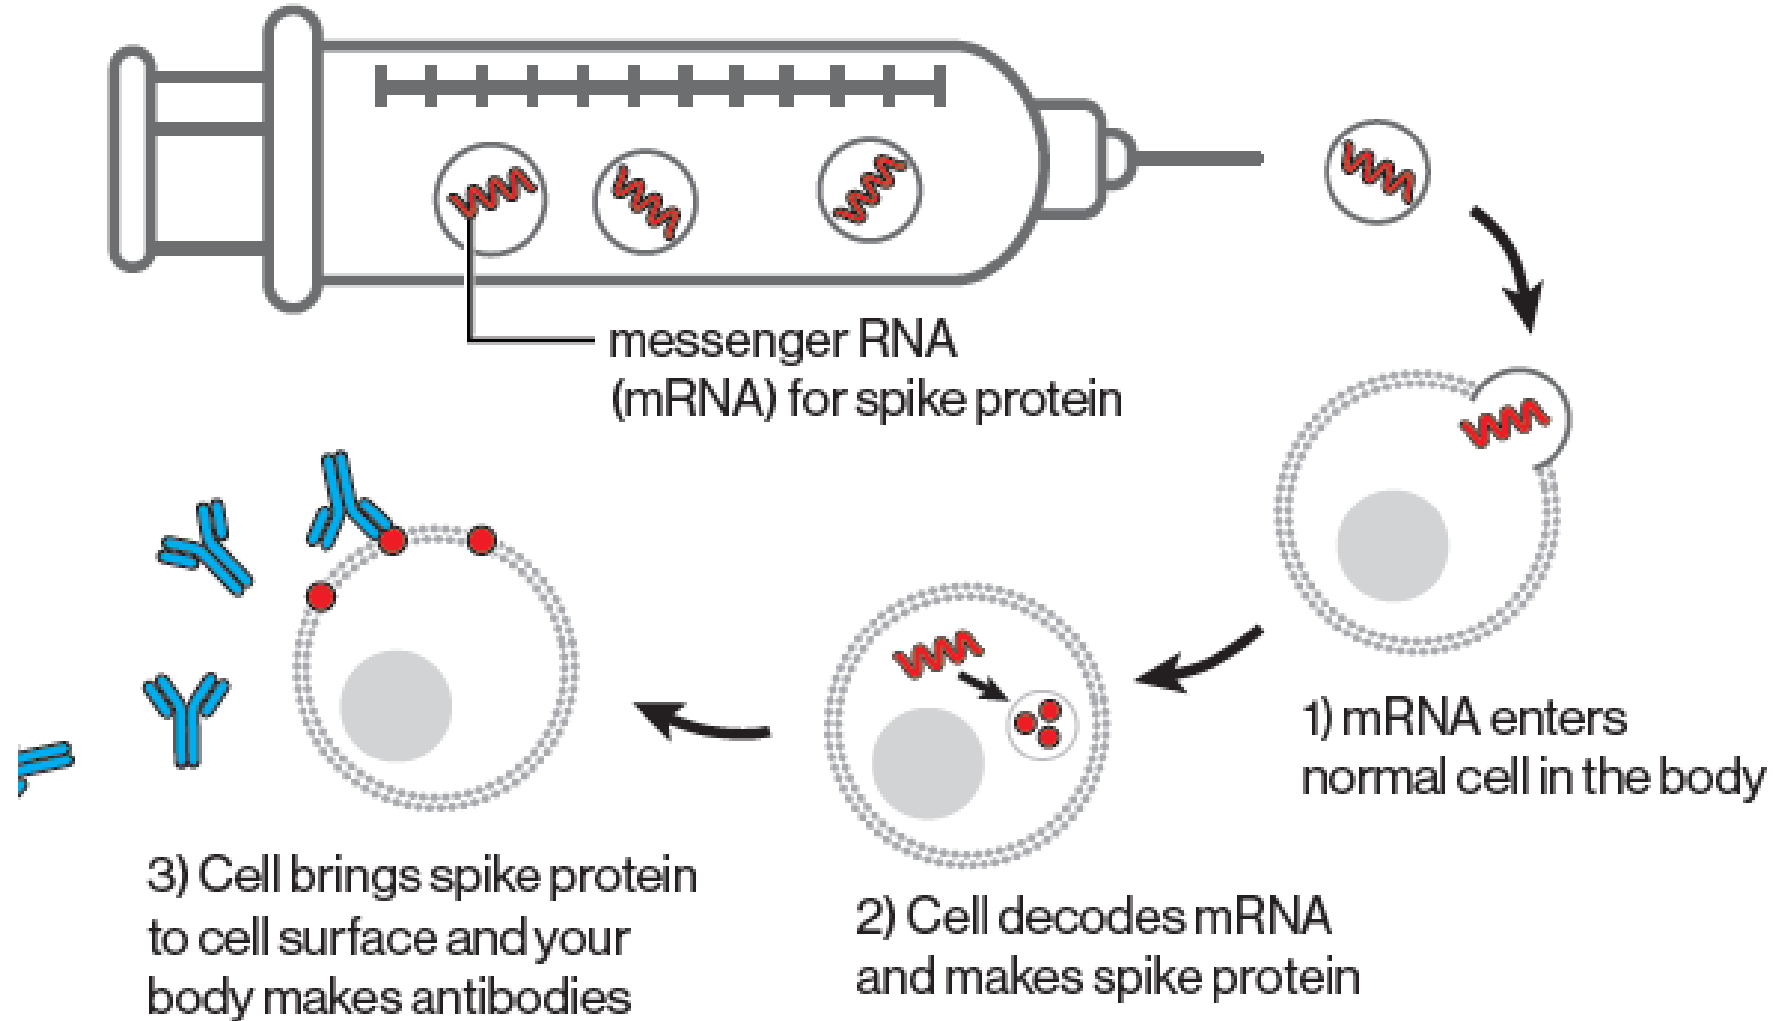 messenger RNA
(mRNA) for spike protein
1) mRNA enters
normal cell in the body
2) Cell decodes mRNA
and makes spike protein
3) Cell brings spike protein
to cell surface and your
body makes antibodies